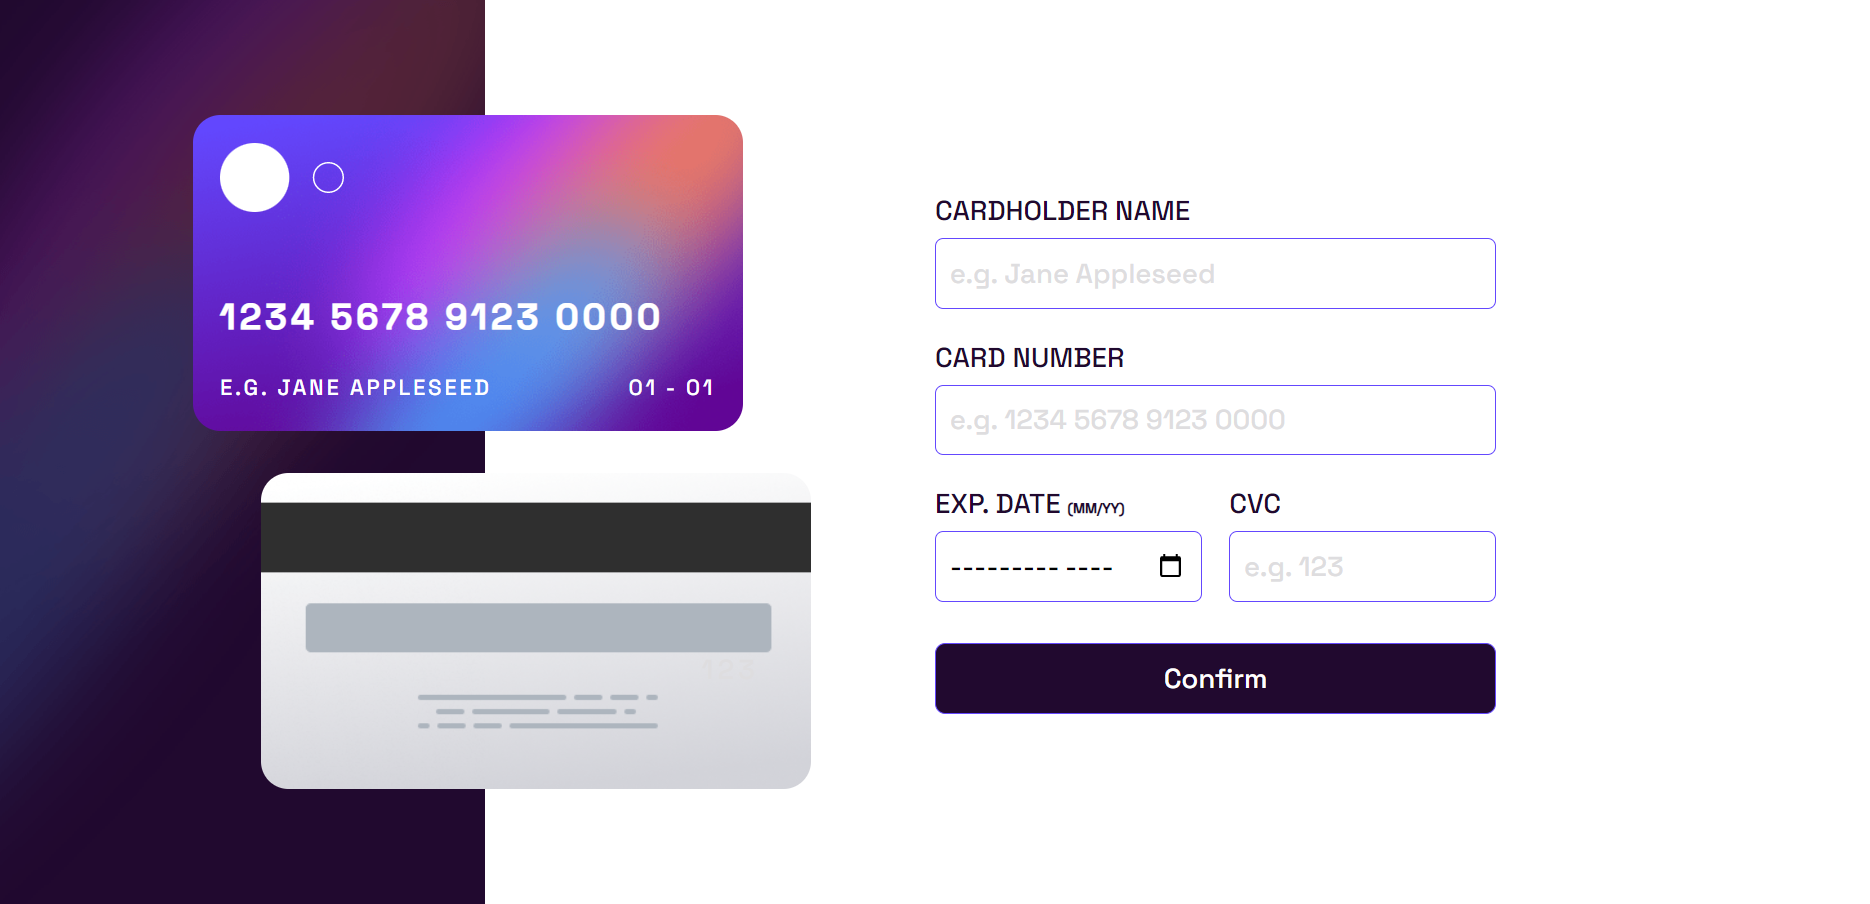 1234 5678 9123 0000
E.G. JANE APPLESEED 01 - 01
123
CARDHOLDER NAME
e.g. Jane Appleseed
CARD NUMBER
e.g. 1234 5678 9123 0000
EXP. DATE (MM/YY) CVC
--------- ---- e.g. 123
Confirm